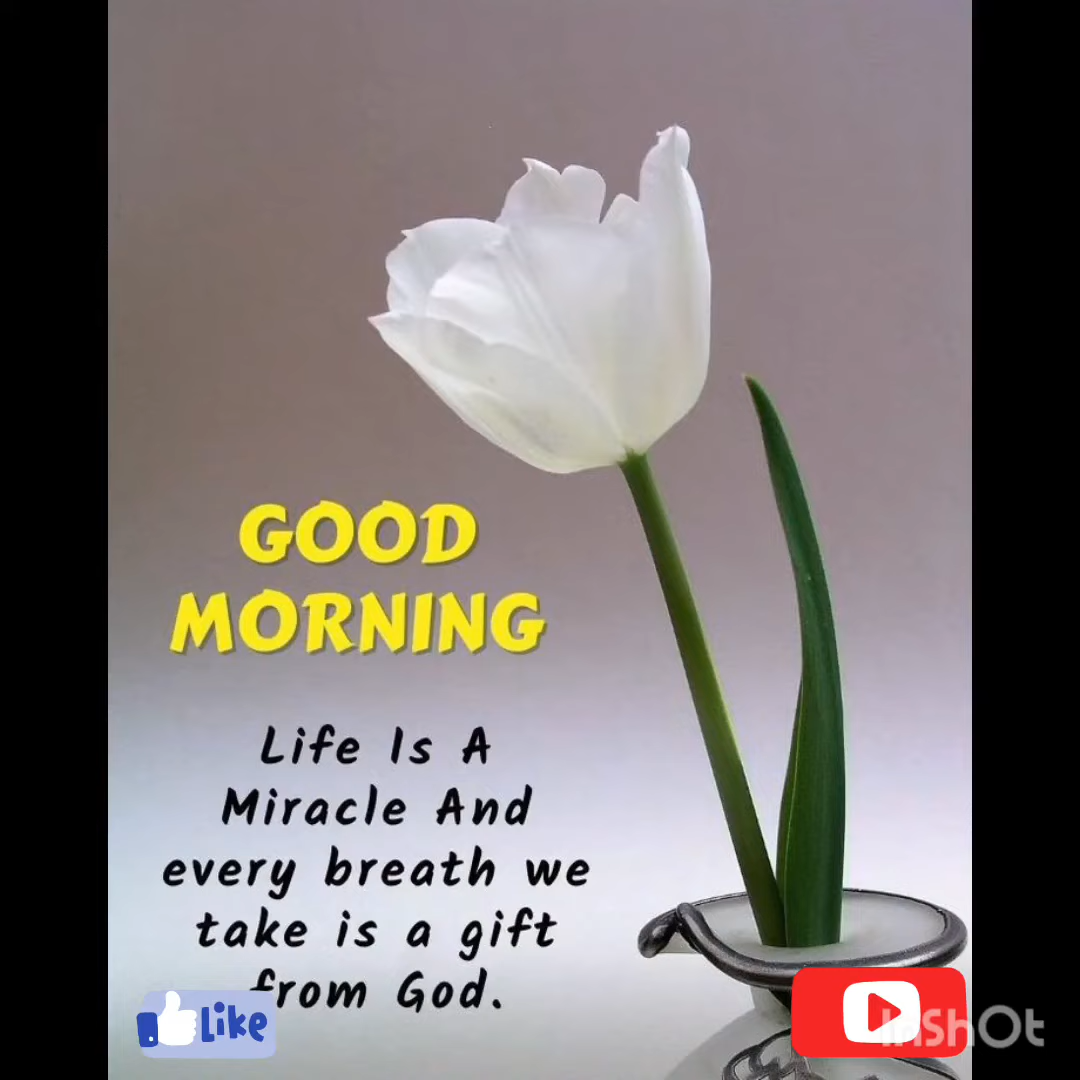 GOOD
MORNING
Life Is A
Miracle And
every breath we
take is a gift
from God.
Like
InShOt